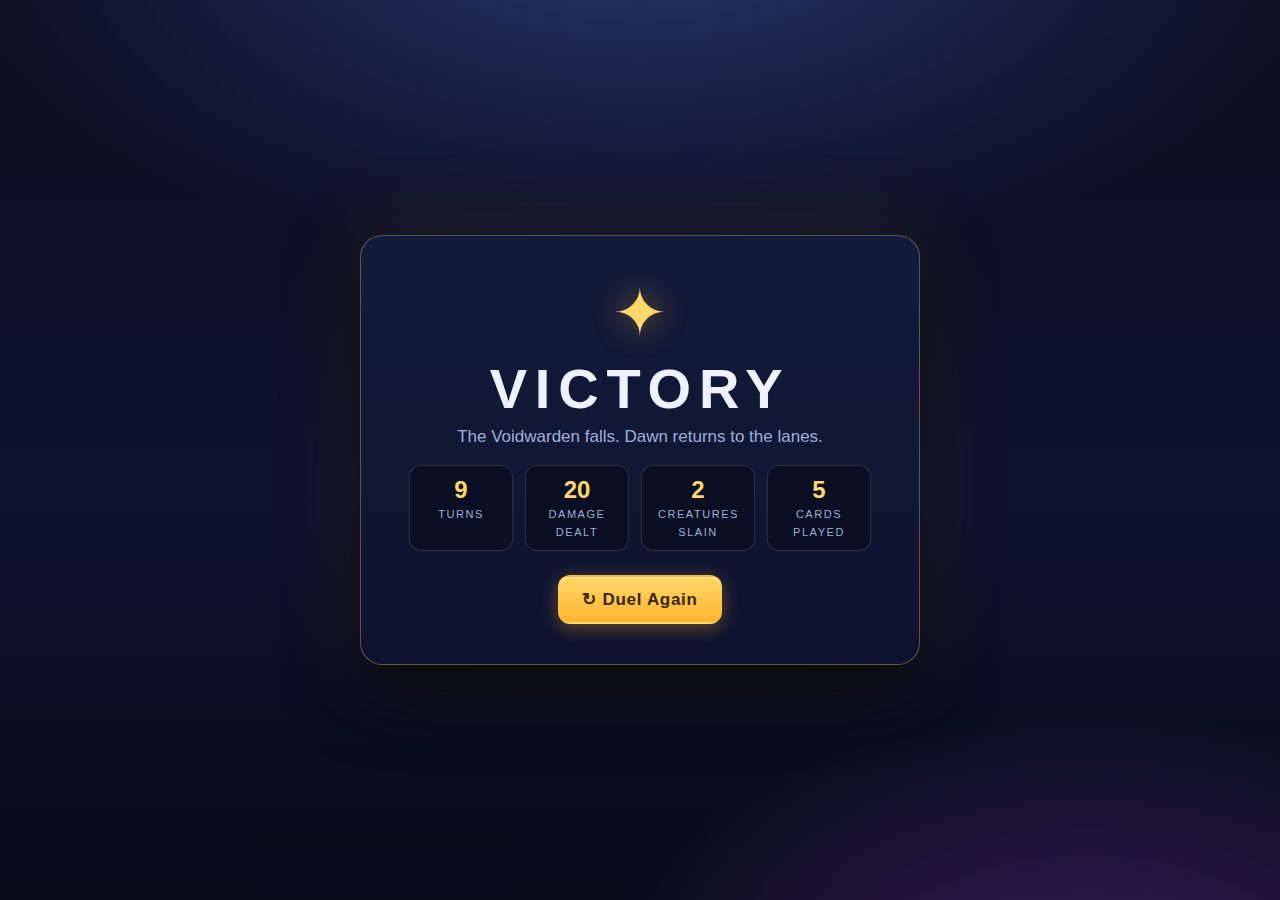 VICTORY
The Voidwarden falls. Dawn returns to the lanes.
9
TURNS
20
DAMAGE
DEALT
2
CREATURES
SLAIN
5
CARDS
PLAYED
↻ Duel Again